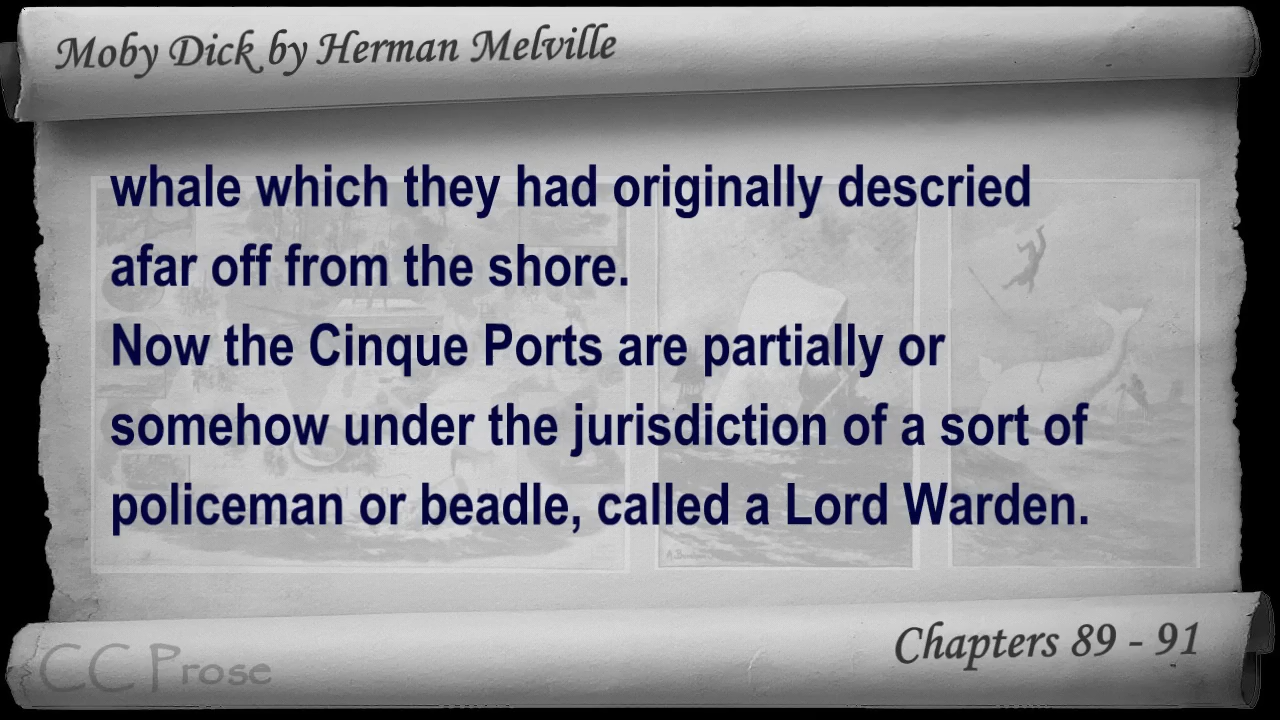 Moby Dick by Herman Melville
whale which they had originally descried
afar off from the shore.
Now the Cinque Ports are partially or
somehow under the jurisdiction of a sort of
policeman or beadle, called a Lord Warden.
Chapters 89 - 91
CC Prose